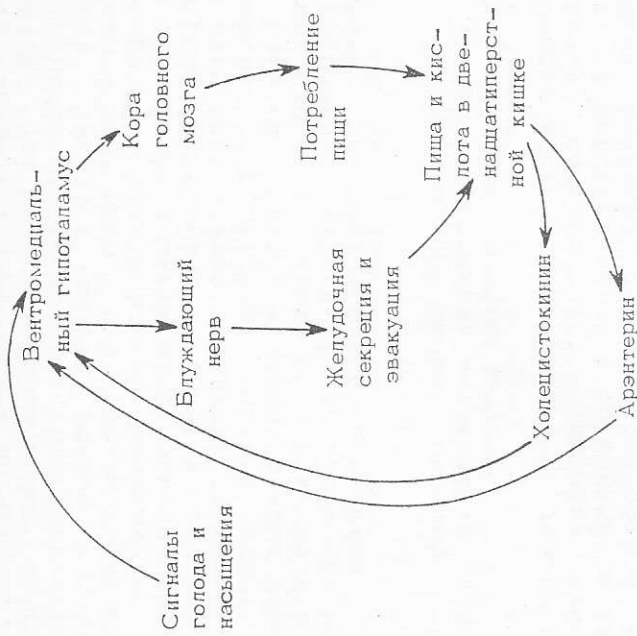 Вентромедиаль-
ный гипоталамус
Кора
головного
мозга
Сигналы
голода и
насыщения
Блуждающий
нерв
Потребление
пищи
Желудочная
секреция и
эвакуация
Пища и кис-
лота в две-
надцатиперст-
ной кишке
Холецистокинин
Арэнтерин